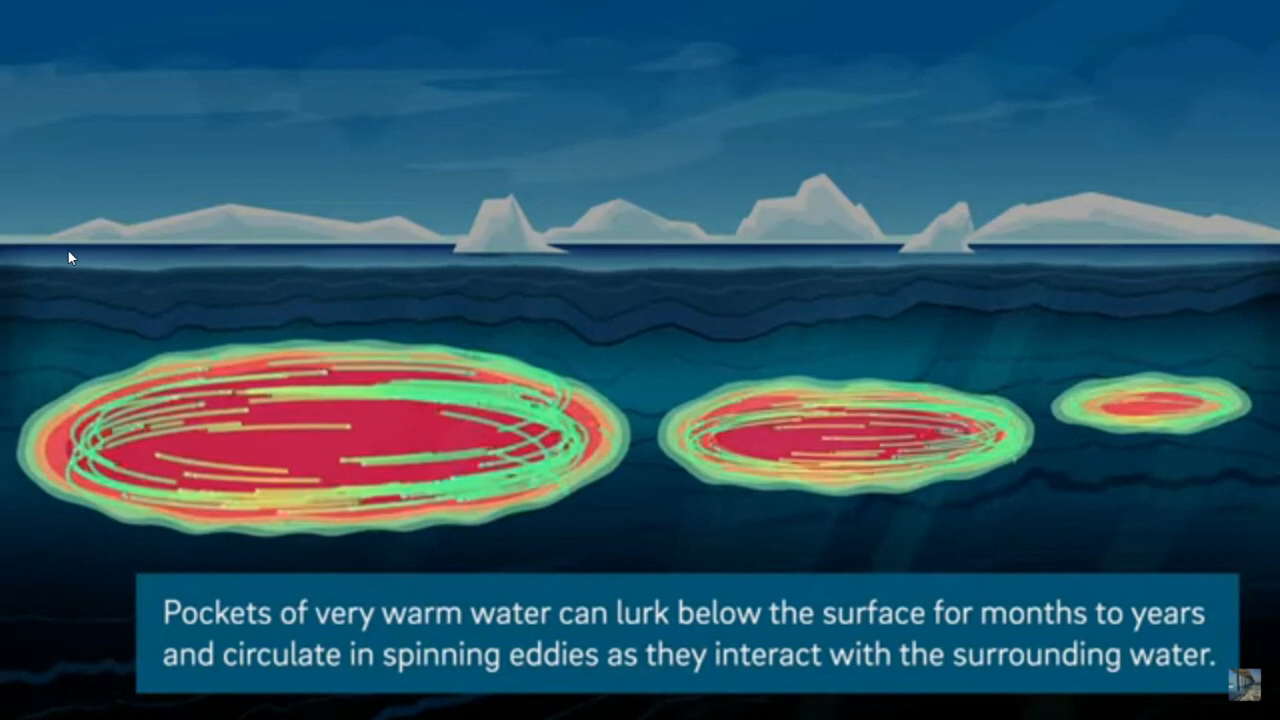 Pockets of very warm water can lurk below the surface for months to years
and circulate in spinning eddies as they interact with the surrounding water.